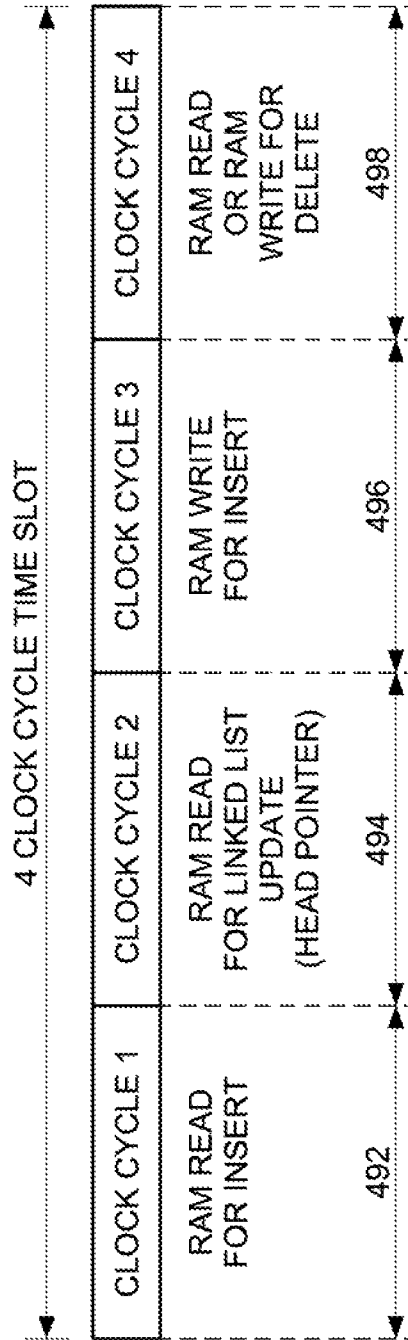 4 CLOCK CYCLE TIME SLOT
CLOCK CYCLE 1
CLOCK CYCLE 2
CLOCK CYCLE 3
CLOCK CYCLE 4
RAM READ
FOR INSERT
RAM READ
FOR LINKED LIST
UPDATE
(HEAD POINTER)
RAM WRITE
FOR INSERT
RAM READ
OR RAM
WRITE FOR
DELETE
492
494
496
498